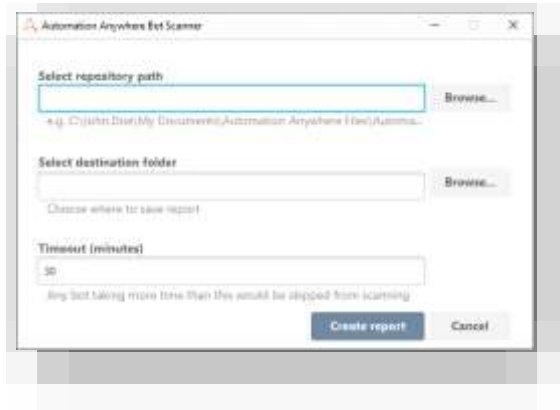 Automation Anywhere Bot Scanner
Select repository path
Browse...
e.g. C:\John.Doe\My Documents\Automation Anywhere Files\Automa...
Select destination folder
Browse...
Choose where to save report
Timeout (minutes)
30
Any bot taking more time than this would be skipped from scanning
Create report
Cancel